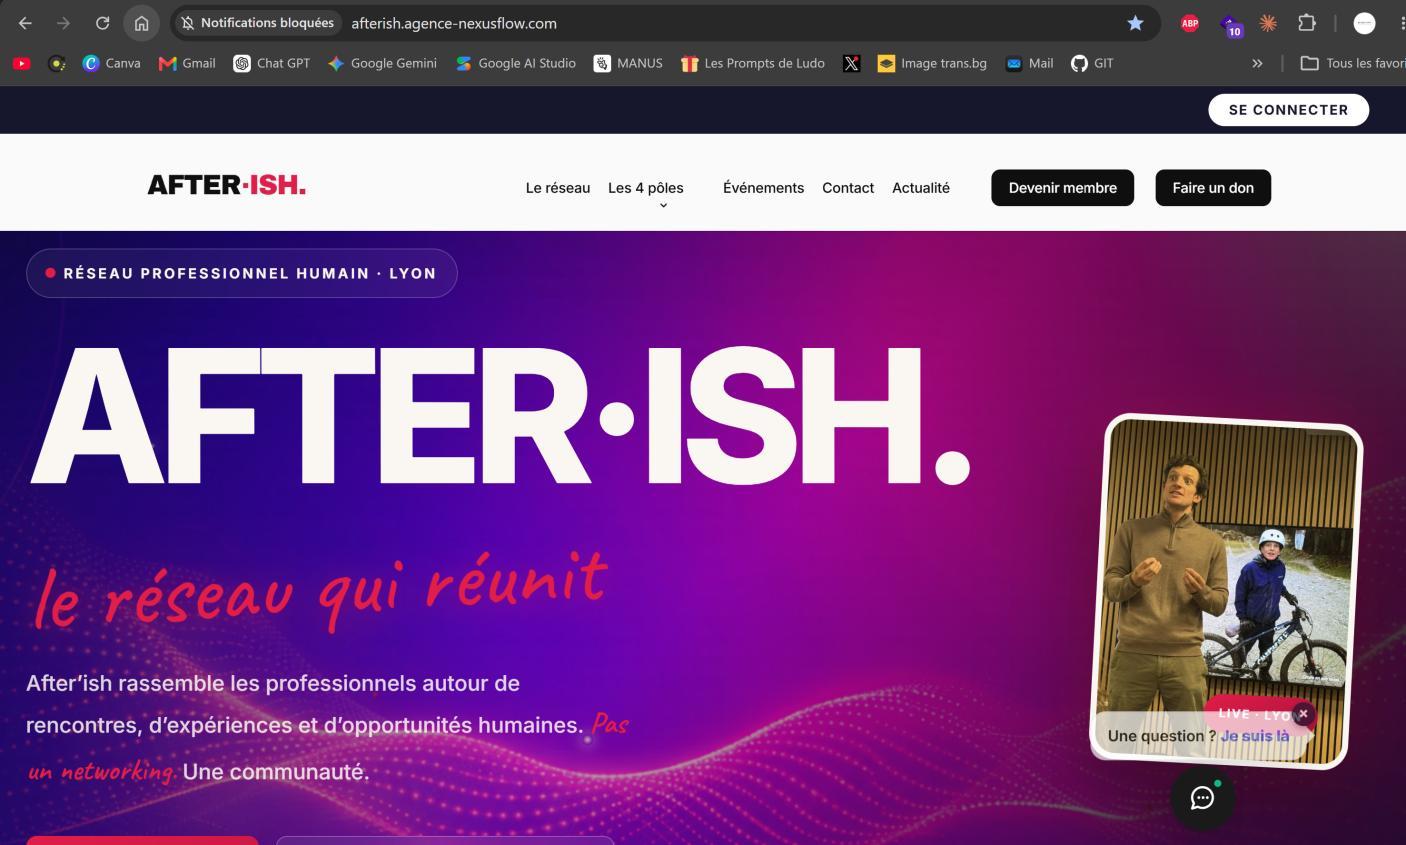 Notifications bloquées
afterish.agence-nexusflow.com
ABP
10
Canva
Gmail
Chat GPT
Google Gemini
Google AI Studio
MANUS
Les Prompts de Ludo
Image trans.bg
Mail
GIT
»
Tous les favori
SE CONNECTER
AFTER·ISH.
Le réseau
Les 4 pôles
Événements
Contact
Actualité
Devenir membre
Faire un don
RÉSEAU PROFESSIONNEL HUMAIN · LYON
AFTER·ISH.
le réseau qui réunit
After’ish rassemble les professionnels autour de
rencontres, d’expériences et d’opportunités humaines. Pas
un networking. Une communauté.
LIVE · LYON
Une question ? Je suis là